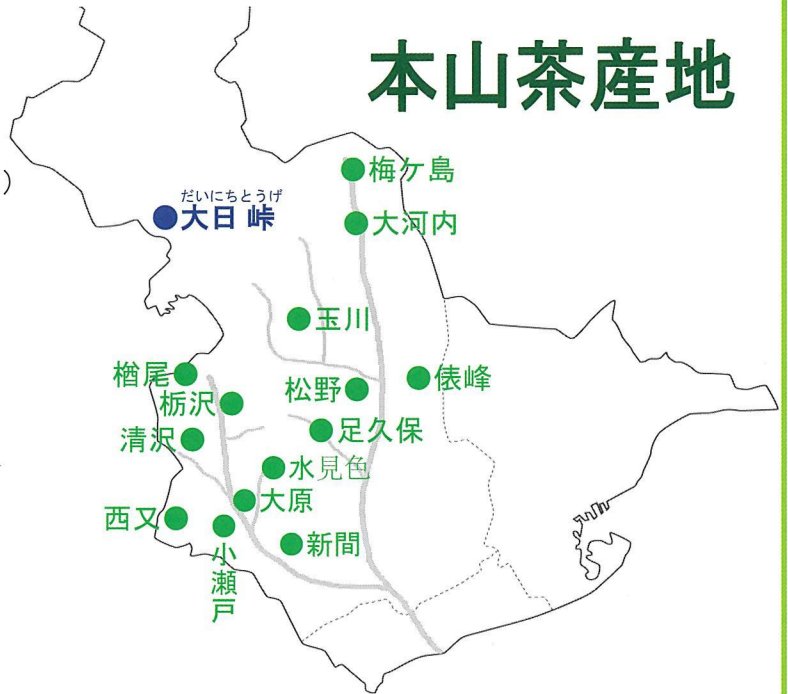 本山茶産地
梅ケ島
だいにちとうげ
大日峠
大河内
玉川
楢尾
俵峰
松野
栃沢
足久保
清沢
水見色
大原
西又
小瀬戸
新間